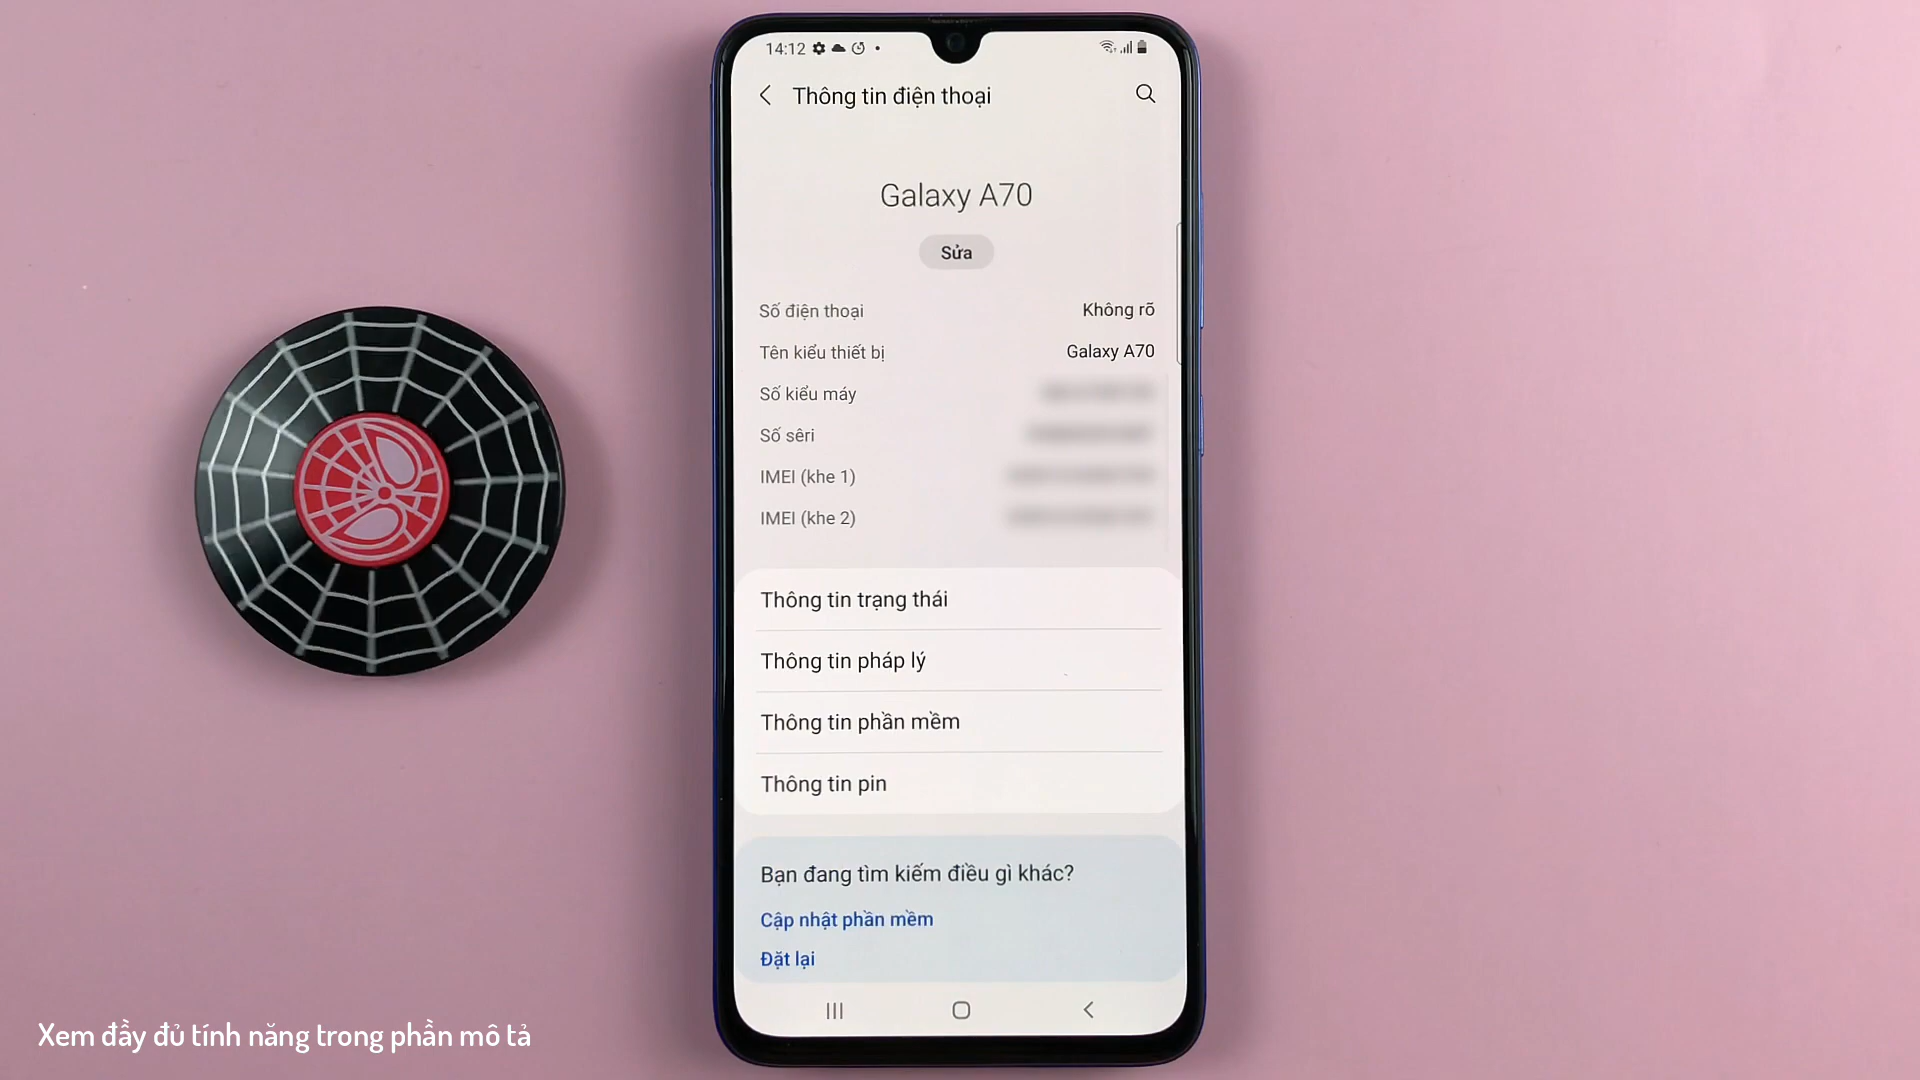 14:12
Thông tin điện thoại
Galaxy A70
Sửa
Số điện thoại Không rõ
Tên kiểu thiết bị Galaxy A70
Số kiểu máy
Số sêri
IMEI (khe 1)
IMEI (khe 2)
Thông tin trạng thái
Thông tin pháp lý
Thông tin phần mềm
Thông tin pin
Bạn đang tìm kiếm điều gì khác?
Cập nhật phần mềm
Đặt lại
Xem đầy đủ tính năng trong phần mô tả